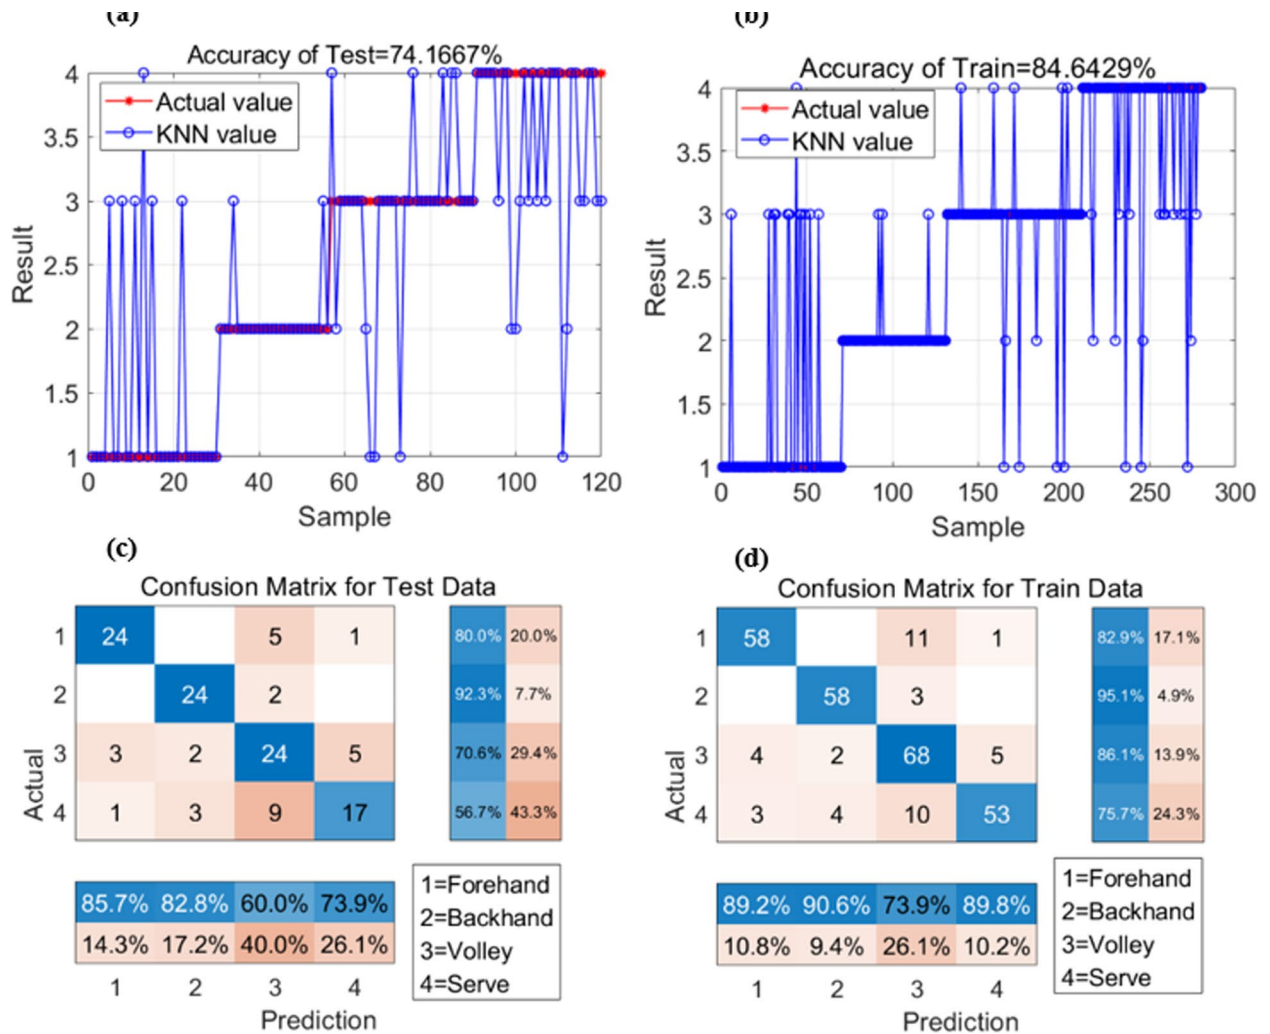 (a)
Accuracy of Test=74.1667%
4
3.5
3
2.5
2
1.5
1
Result
Actual value
KNN value
0 20 40 60 80 100 120
Sample
(b)
Accuracy of Train=84.6429%
4
3.5
3
2.5
2
1.5
1
Result
Actual value
KNN value
0 50 100 150 200 250 300
Sample
(c)
Confusion Matrix for Test Data
1 24 5 1 80.0% 20.0%
2 24 2 92.3% 7.7%
3 3 2 24 5 70.6% 29.4%
4 1 3 9 17 56.7% 43.3%
Actual
85.7% 82.8% 60.0% 73.9%
14.3% 17.2% 40.0% 26.1%
1 2 3 4
Prediction
1=Forehand
2=Backhand
3=Volley
4=Serve
(d)
Confusion Matrix for Train Data
1 58 11 1 82.9% 17.1%
2 58 3 95.1% 4.9%
3 4 2 68 5 86.1% 13.9%
4 3 4 10 53 75.7% 24.3%
Actual
89.2% 90.6% 73.9% 89.8%
10.8% 9.4% 26.1% 10.2%
1 2 3 4
Prediction
1=Forehand
2=Backhand
3=Volley
4=Serve